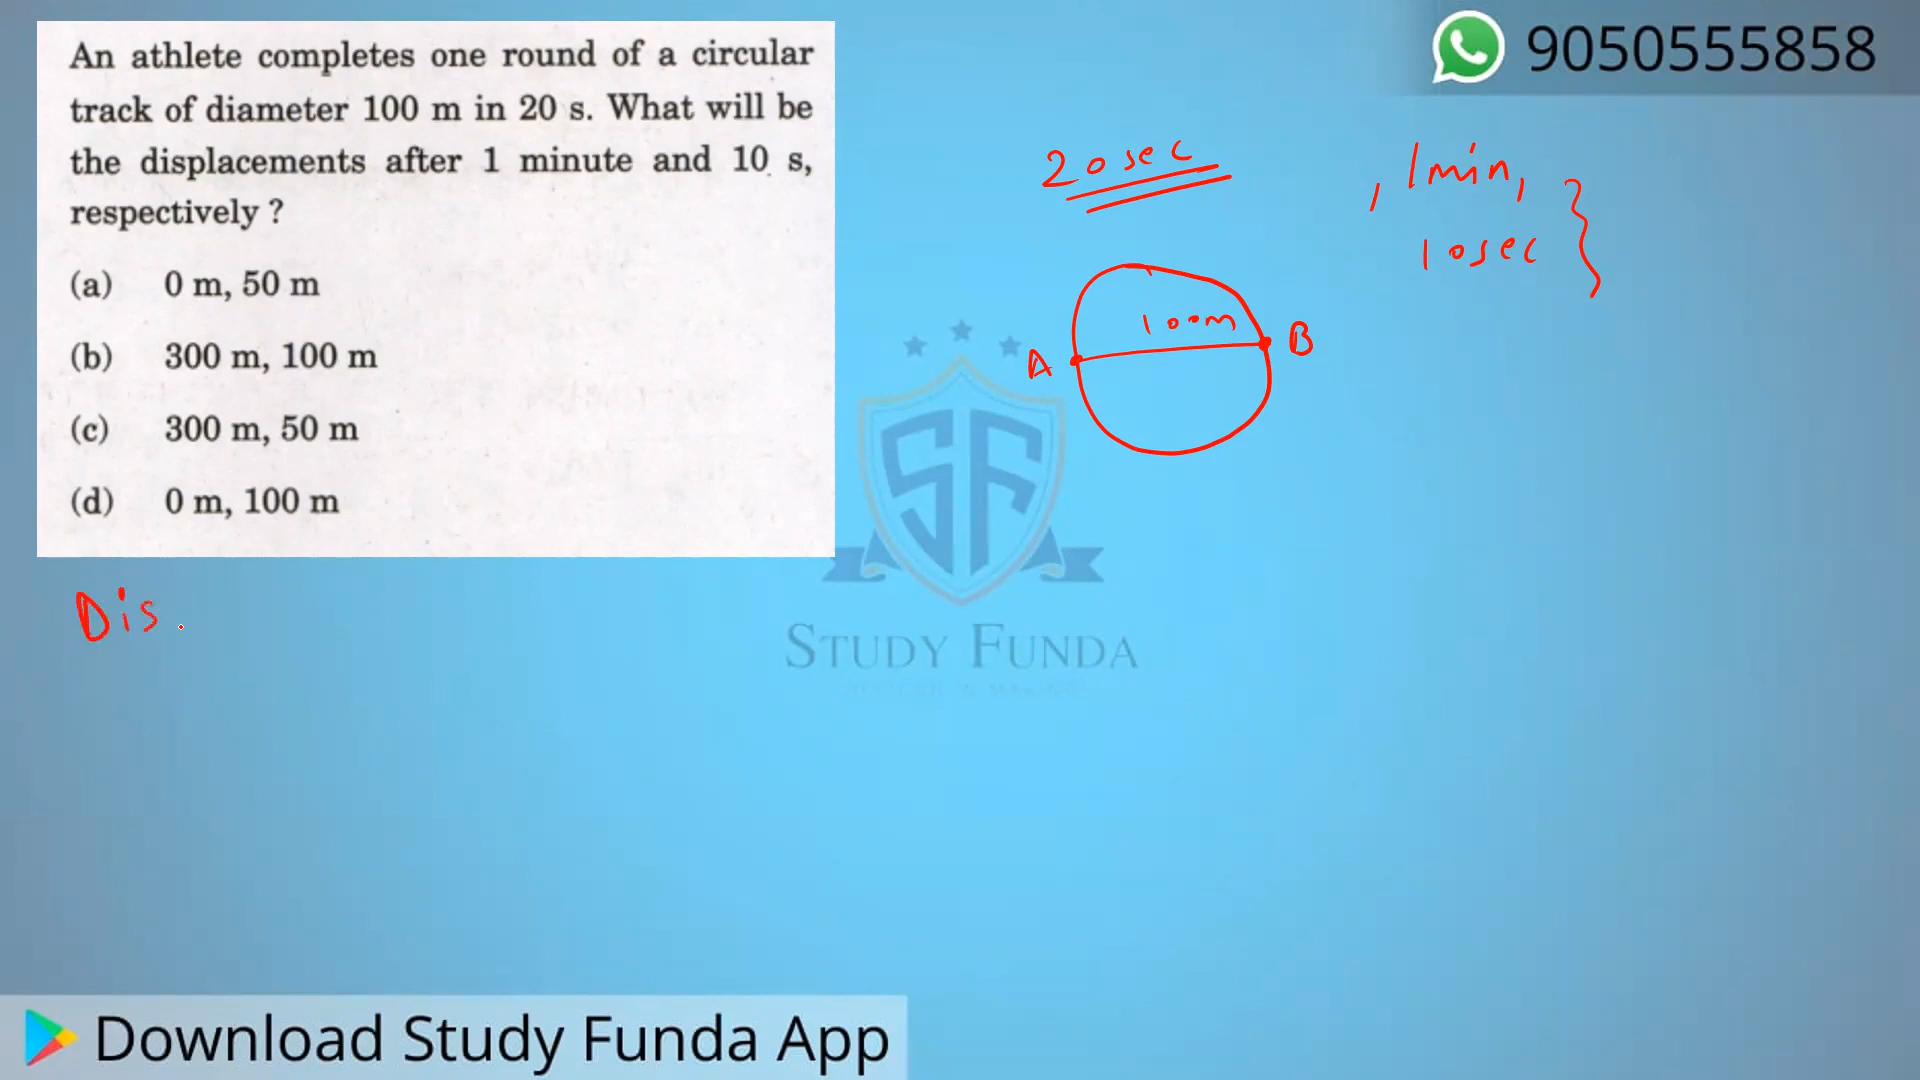 An athlete completes one round of a circular
track of diameter 100 m in 20 s. What will be
the displacements after 1 minute and 10 s,
respectively ?
(a) 0 m, 50 m
(b) 300 m, 100 m
(c) 300 m, 50 m
(d) 0 m, 100 m
9050555858
20 sec
, 1min,
10sec
100m
A
B
Dis.
SF
STUDY FUNDA
Download Study Funda App